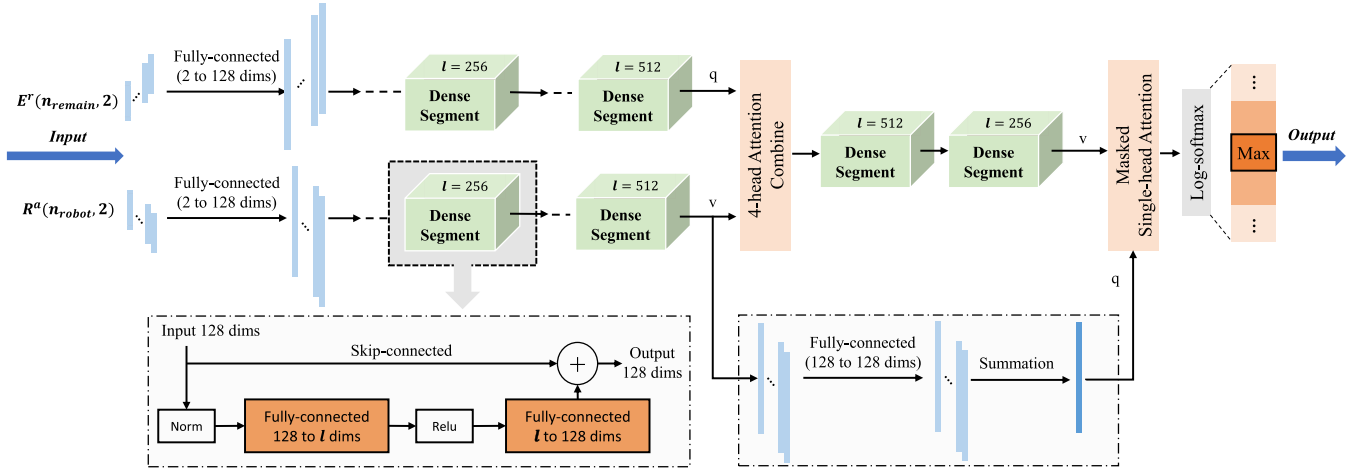 Fully-connected
(2 to 128 dims)
E^r(n_remain, 2)
Input
R^a(n_robot, 2)
Fully-connected
(2 to 128 dims)
l = 256
Dense
Segment
l = 512
Dense
Segment
q
l = 256
Dense
Segment
l = 512
Dense
Segment
v
4-head Attention
Combine
l = 512
Dense
Segment
l = 256
Dense
Segment
v
Masked
Single-head Attention
q
Log-softmax
...
Max
...
Output
Input 128 dims
Skip-connected
+
Output
128 dims
Norm
Fully-connected
128 to l dims
Relu
Fully-connected
l to 128 dims
Fully-connected
(128 to 128 dims)
Summation